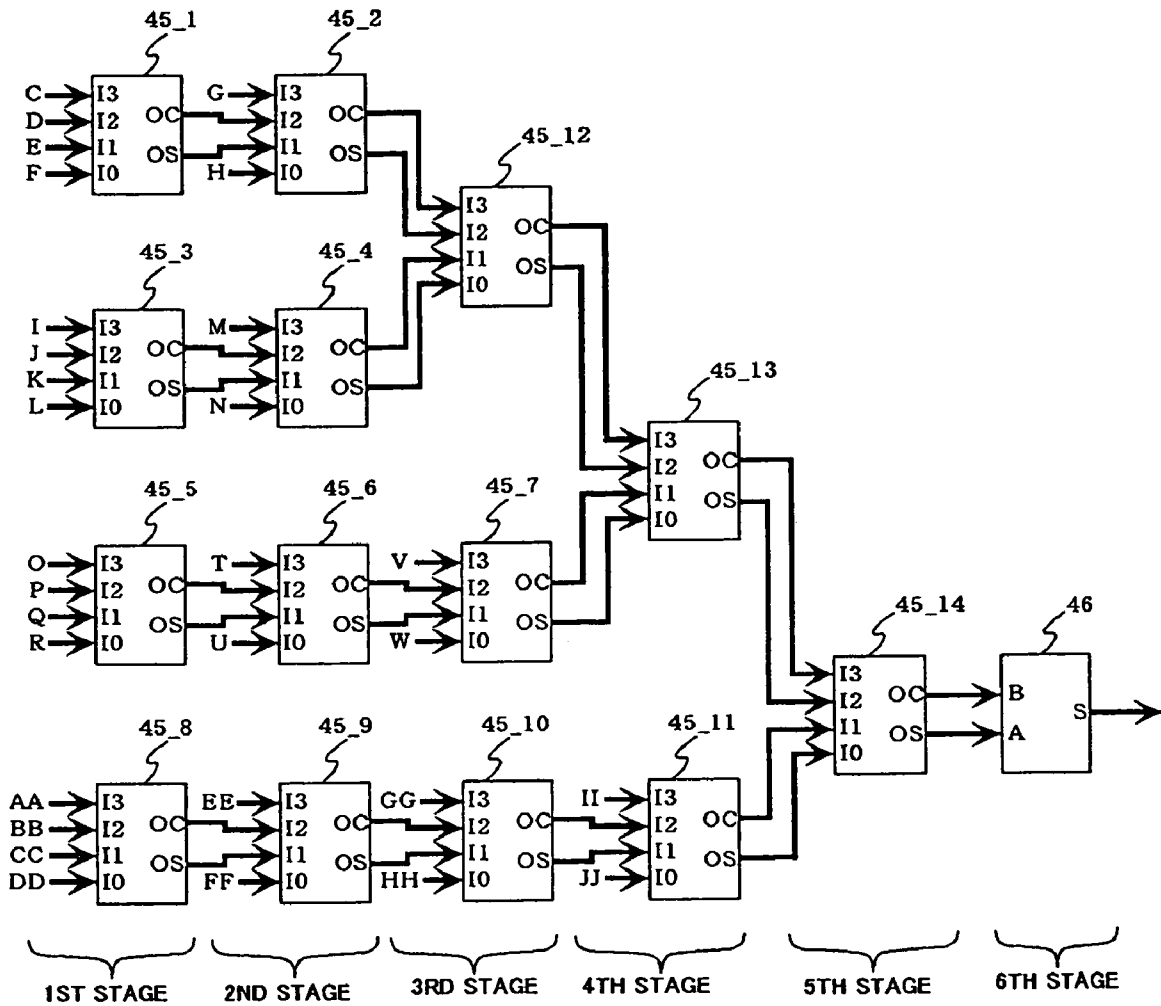 45_1
45_2
C I3 G I3
D I2 OC I2 OC
E I1 OS I1 OS
F I0 H I0
45_12
I3
I2 OC
I1 OS
I0
45_3
45_4
I I3 M I3
J I2 OC I2 OC
K I1 OS I1 OS
L I0 N I0
45_13
I3
I2 OC
I1 OS
I0
45_5
45_6
45_7
O I3 T I3 V I3
P I2 OC I2 OC I2 OC
Q I1 OS I1 OS I1 OS
R I0 U I0 W I0
45_14
46
I3
I2 OC B S
I1 OS A
I0
45_8
45_9
45_10
45_11
AA I3 EE I3 GG I3 II I3
BB I2 OC I2 OC I2 OC I2 OC
CC I1 OS I1 OS I1 OS I1 OS
DD I0 FF I0 HH I0 JJ I0
1ST STAGE
2ND STAGE
3RD STAGE
4TH STAGE
5TH STAGE
6TH STAGE